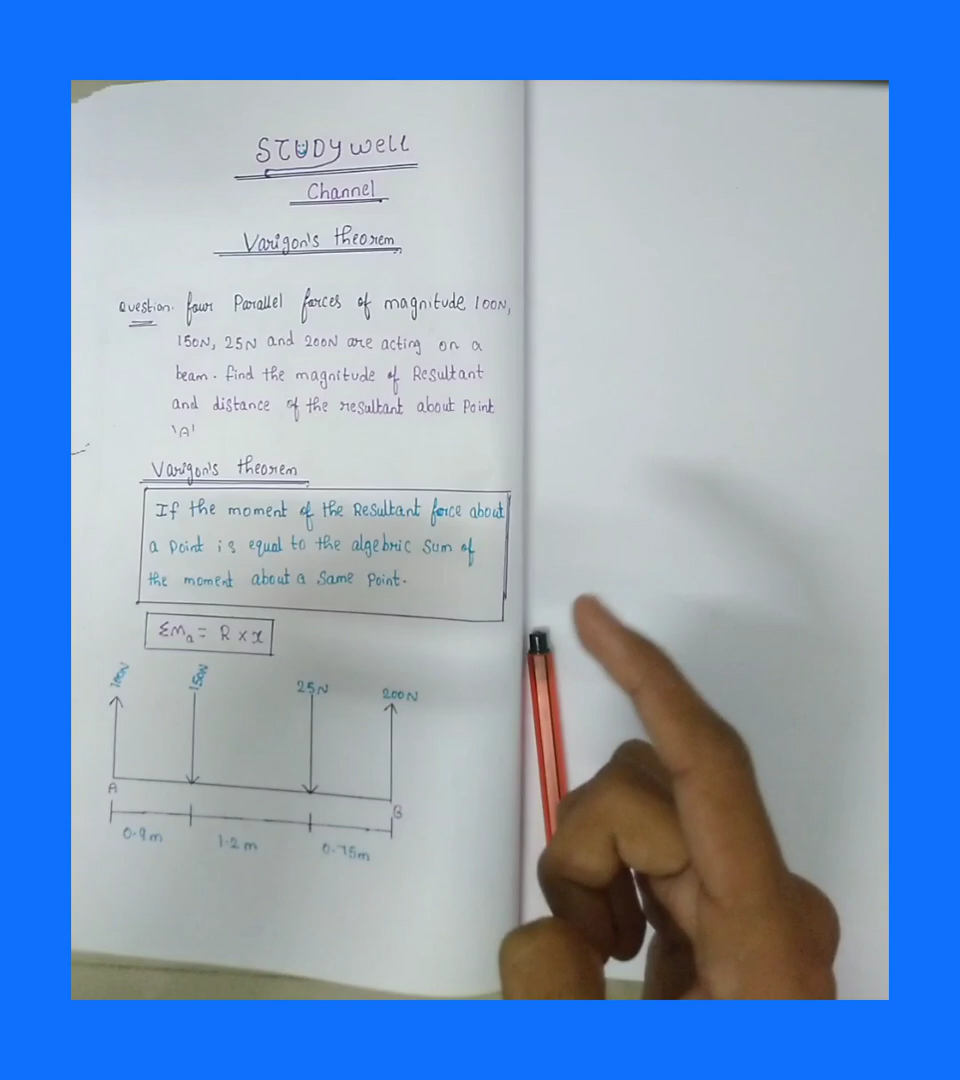 STUDY well
Channel
Varigon's theorem
Question. four Parallel forces of magnitude 100N,
150N, 25N and 200N are acting on a
beam. find the magnitude of Resultant
and distance of the resultant about Point
'A'
Varigon's theorem
If the moment of the Resultant force about
a Point is equal to the algebric sum of
the moment about a Same Point.
ΣMa = R × x
100N 150N 25N 200N
A B
0.9m 1.2m 0.75m